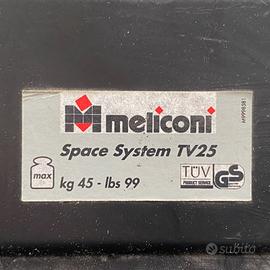 meliconi
Space System TV25
max
kg 45 - lbs 99
TÜV
PRODUCT SERVICE
GS
subito